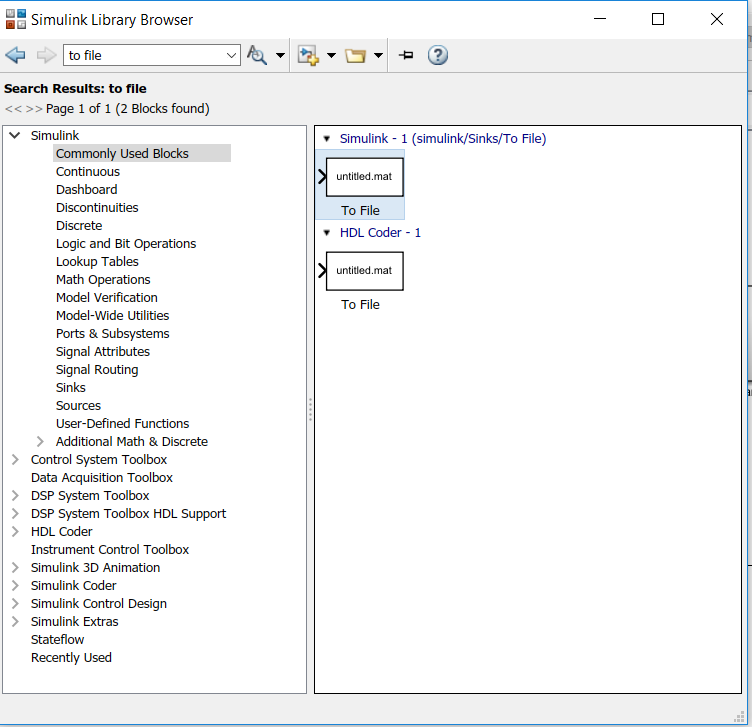 Simulink Library Browser
to file
Search Results: to file
<< >> Page 1 of 1 (2 Blocks found)
Simulink
Commonly Used Blocks
Continuous
Dashboard
Discontinuities
Discrete
Logic and Bit Operations
Lookup Tables
Math Operations
Model Verification
Model-Wide Utilities
Ports & Subsystems
Signal Attributes
Signal Routing
Sinks
Sources
User-Defined Functions
Additional Math & Discrete
Control System Toolbox
Data Acquisition Toolbox
DSP System Toolbox
DSP System Toolbox HDL Support
HDL Coder
Instrument Control Toolbox
Simulink 3D Animation
Simulink Coder
Simulink Control Design
Simulink Extras
Stateflow
Recently Used
Simulink - 1 (simulink/Sinks/To File)
untitled.mat
To File
HDL Coder - 1
untitled.mat
To File